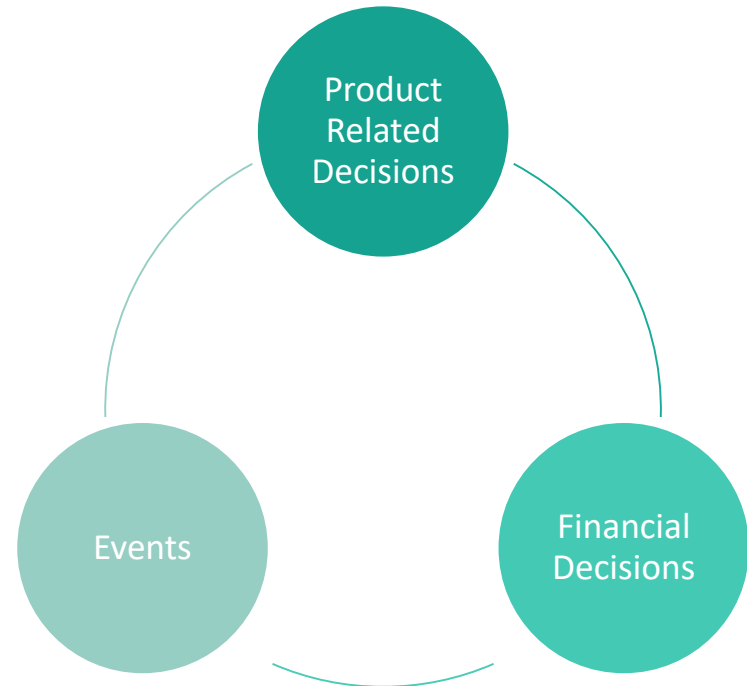 Product
Related
Decisions
Events
Financial
Decisions